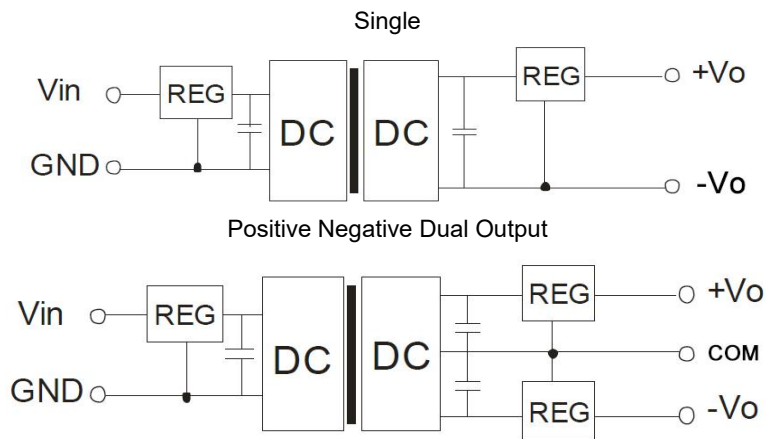 Single
Vin
REG
REG
+Vo
DC
DC
GND
-Vo
Positive Negative Dual Output
Vin
REG
REG
+Vo
DC
DC
COM
GND
REG
-Vo